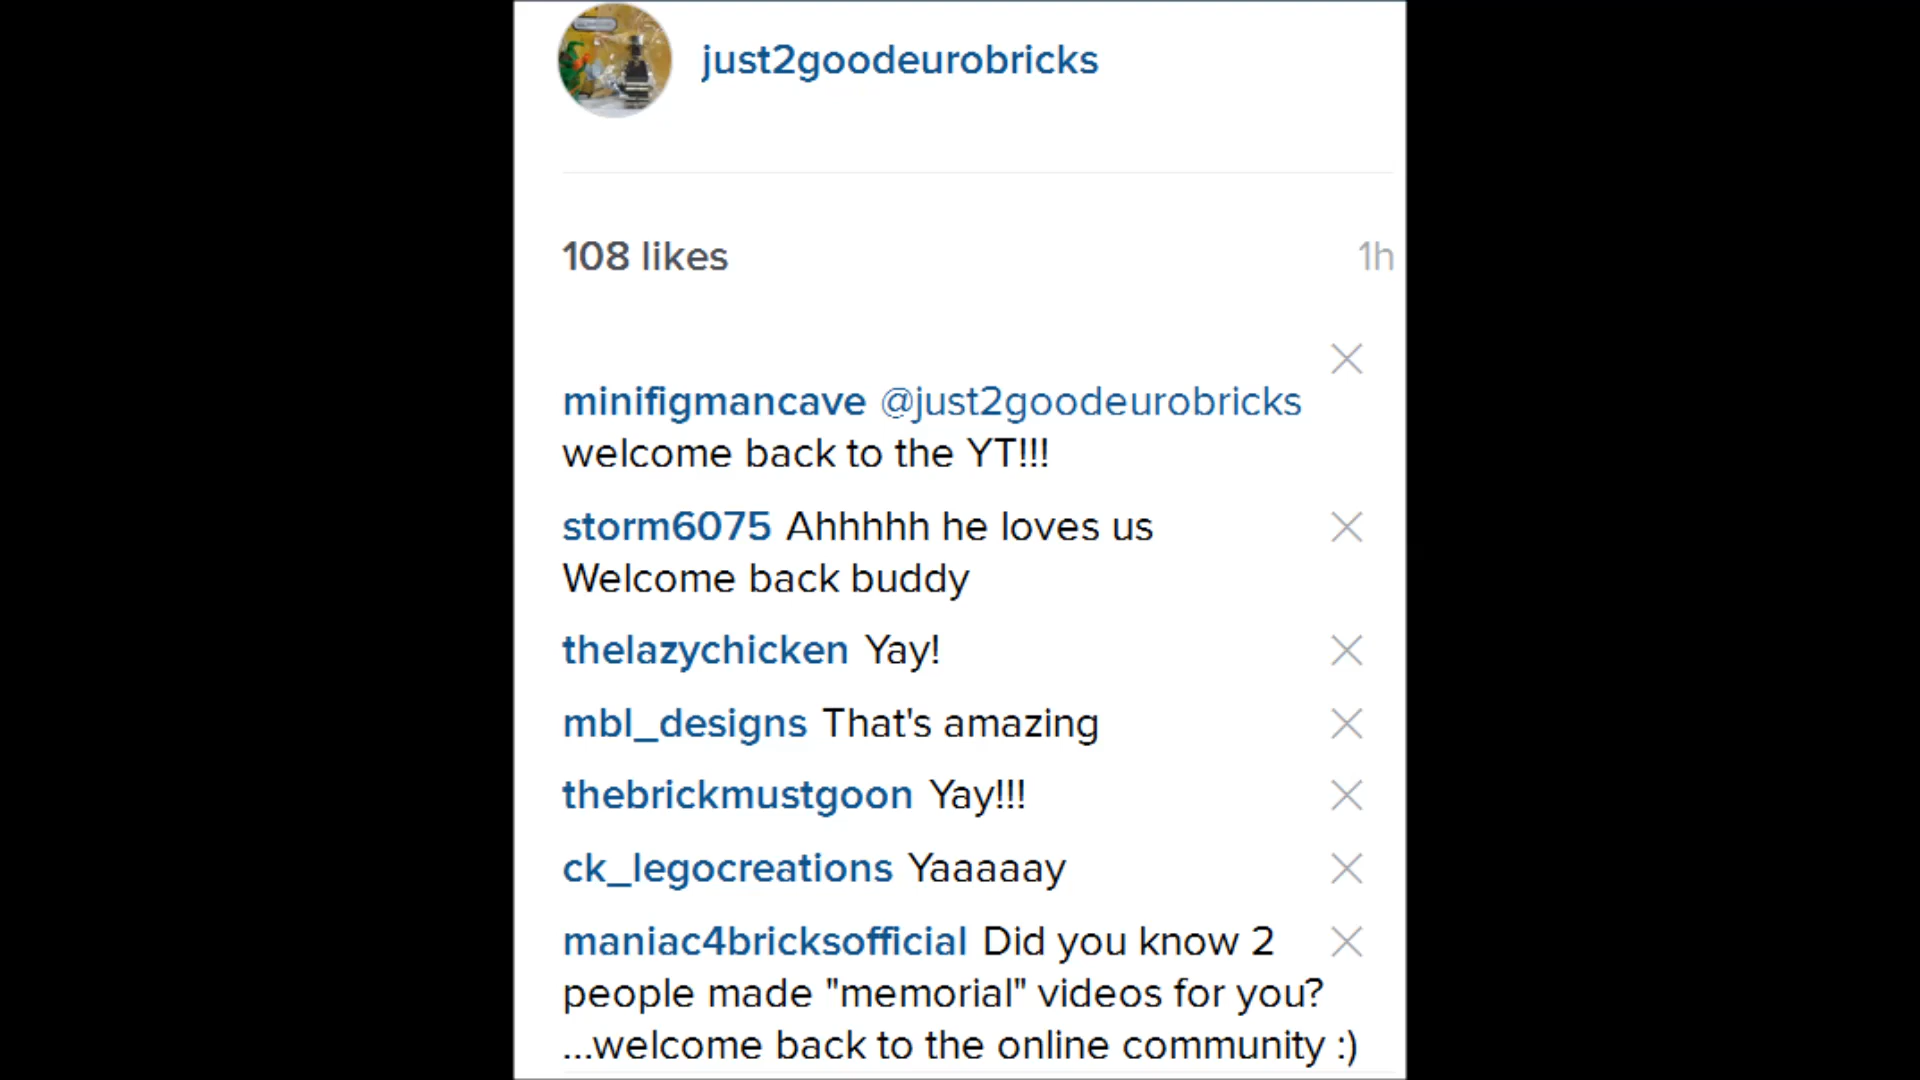 just2goodeurobricks
108 likes
1h
minifigmancave @just2goodeurobricks
welcome back to the YT!!!
storm6075 Ahhhhh he loves us
Welcome back buddy
thelazychicken Yay!
mbl_designs That's amazing
thebrickmustgoon Yay!!!
ck_legocreations Yaaaaay
maniac4bricksofficial Did you know 2
people made "memorial" videos for you?
...welcome back to the online community :)